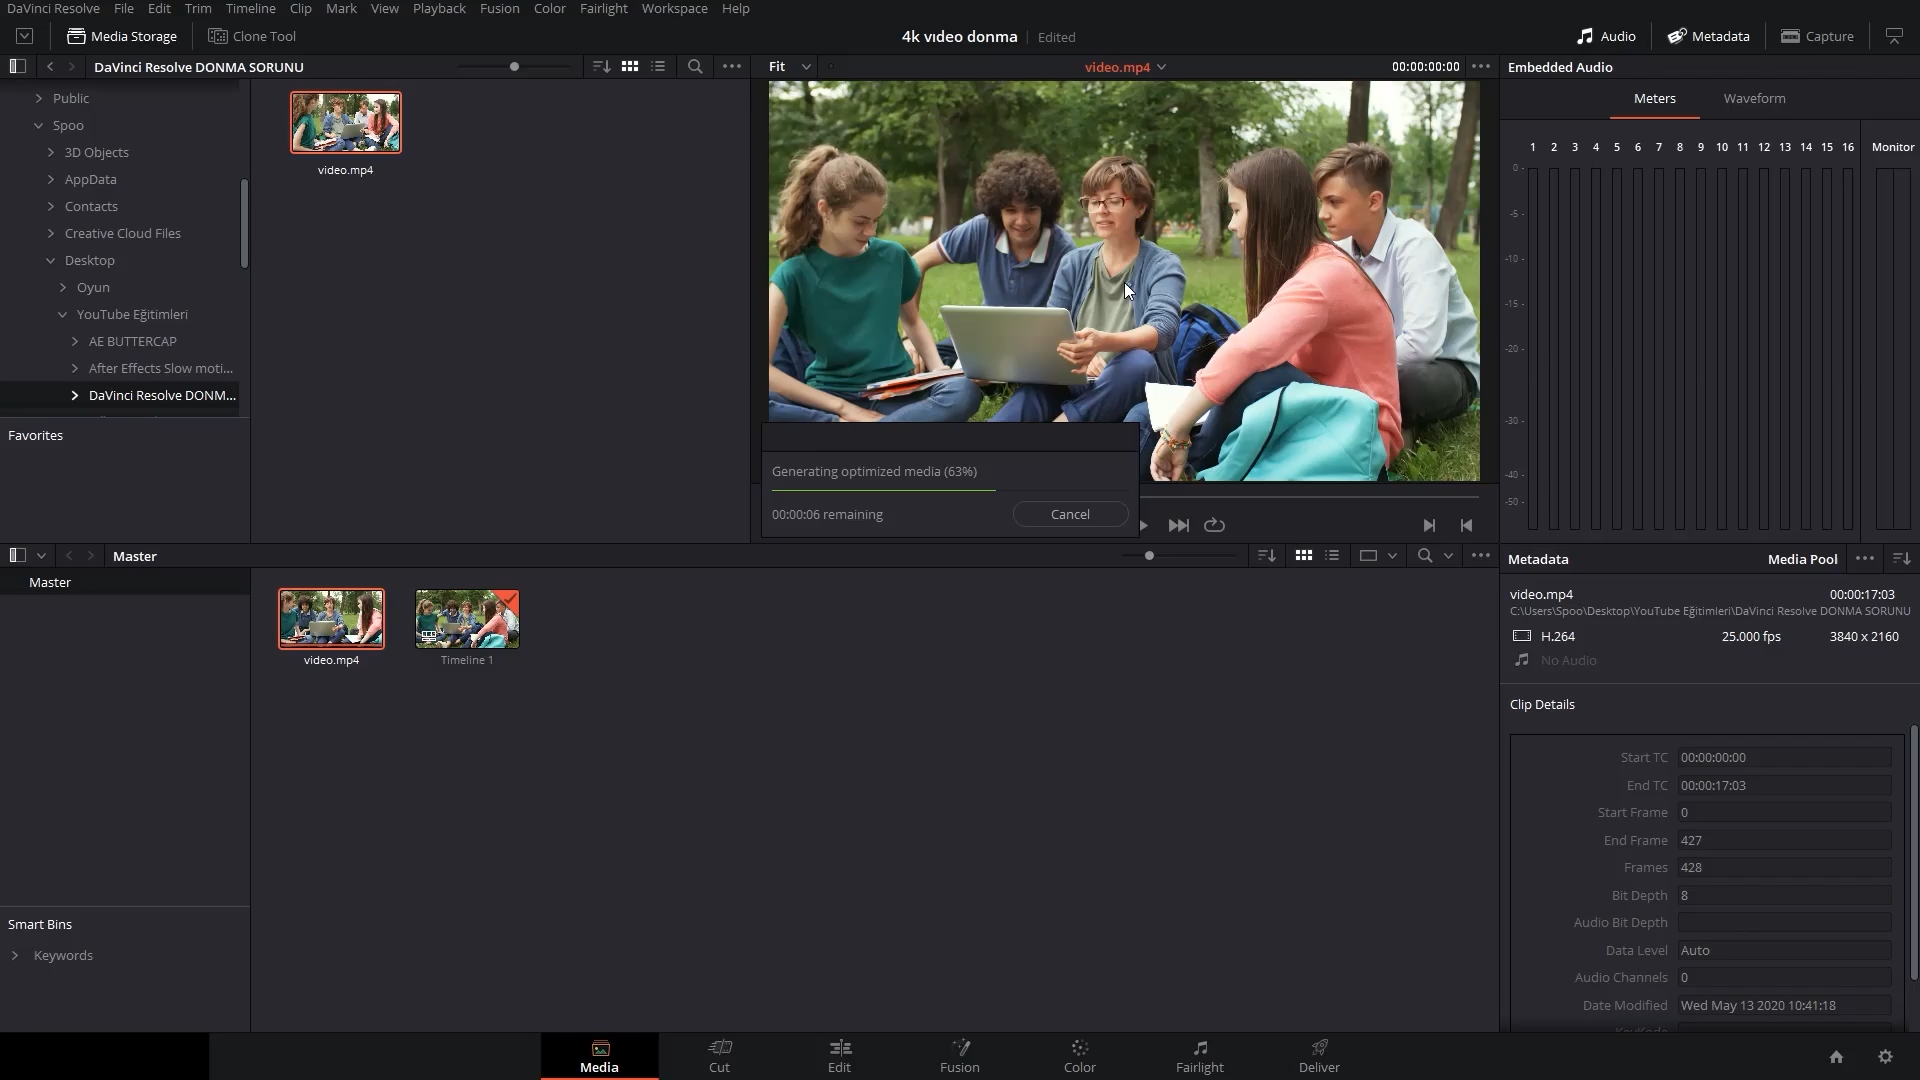 DaVinci Resolve File Edit Trim Timeline Clip Mark View Playback Fusion Color Fairlight Workspace Help
Media Storage Clone Tool 4k vıdeo donma Edited Audio Metadata Capture
DaVinci Resolve DONMA SORUNU Fit video.mp4 00:00:00:00 Embedded Audio
Public
Spoo
3D Objects
AppData
Contacts
Creative Cloud Files
Desktop
Oyun
YouTube Eğitimleri
AE BUTTERCAP
After Effects Slow moti...
DaVinci Resolve DONM...
Favorites
video.mp4
Generating optimized media (63%)
00:00:06 remaining Cancel
Meters Waveform
1 2 3 4 5 6 7 8 9 10 11 12 13 14 15 16 Monitor
0 -
-5 -
-10 -
-15 -
-20 -
-30 -
-40 -
-50 -
Master
Master
video.mp4 Timeline 1
Smart Bins
Keywords
Metadata Media Pool
video.mp4 00:00:17:03
C:\Users\Spoo\Desktop\YouTube Eğitimleri\DaVinci Resolve DONMA SORUNU
H.264 25.000 fps 3840 x 2160
No Audio
Clip Details
Start TC 00:00:00:00
End TC 00:00:17:03
Start Frame 0
End Frame 427
Frames 428
Bit Depth 8
Audio Bit Depth
Data Level Auto
Audio Channels 0
Date Modified Wed May 13 2020 10:41:18
Media Cut Edit Fusion Color Fairlight Deliver